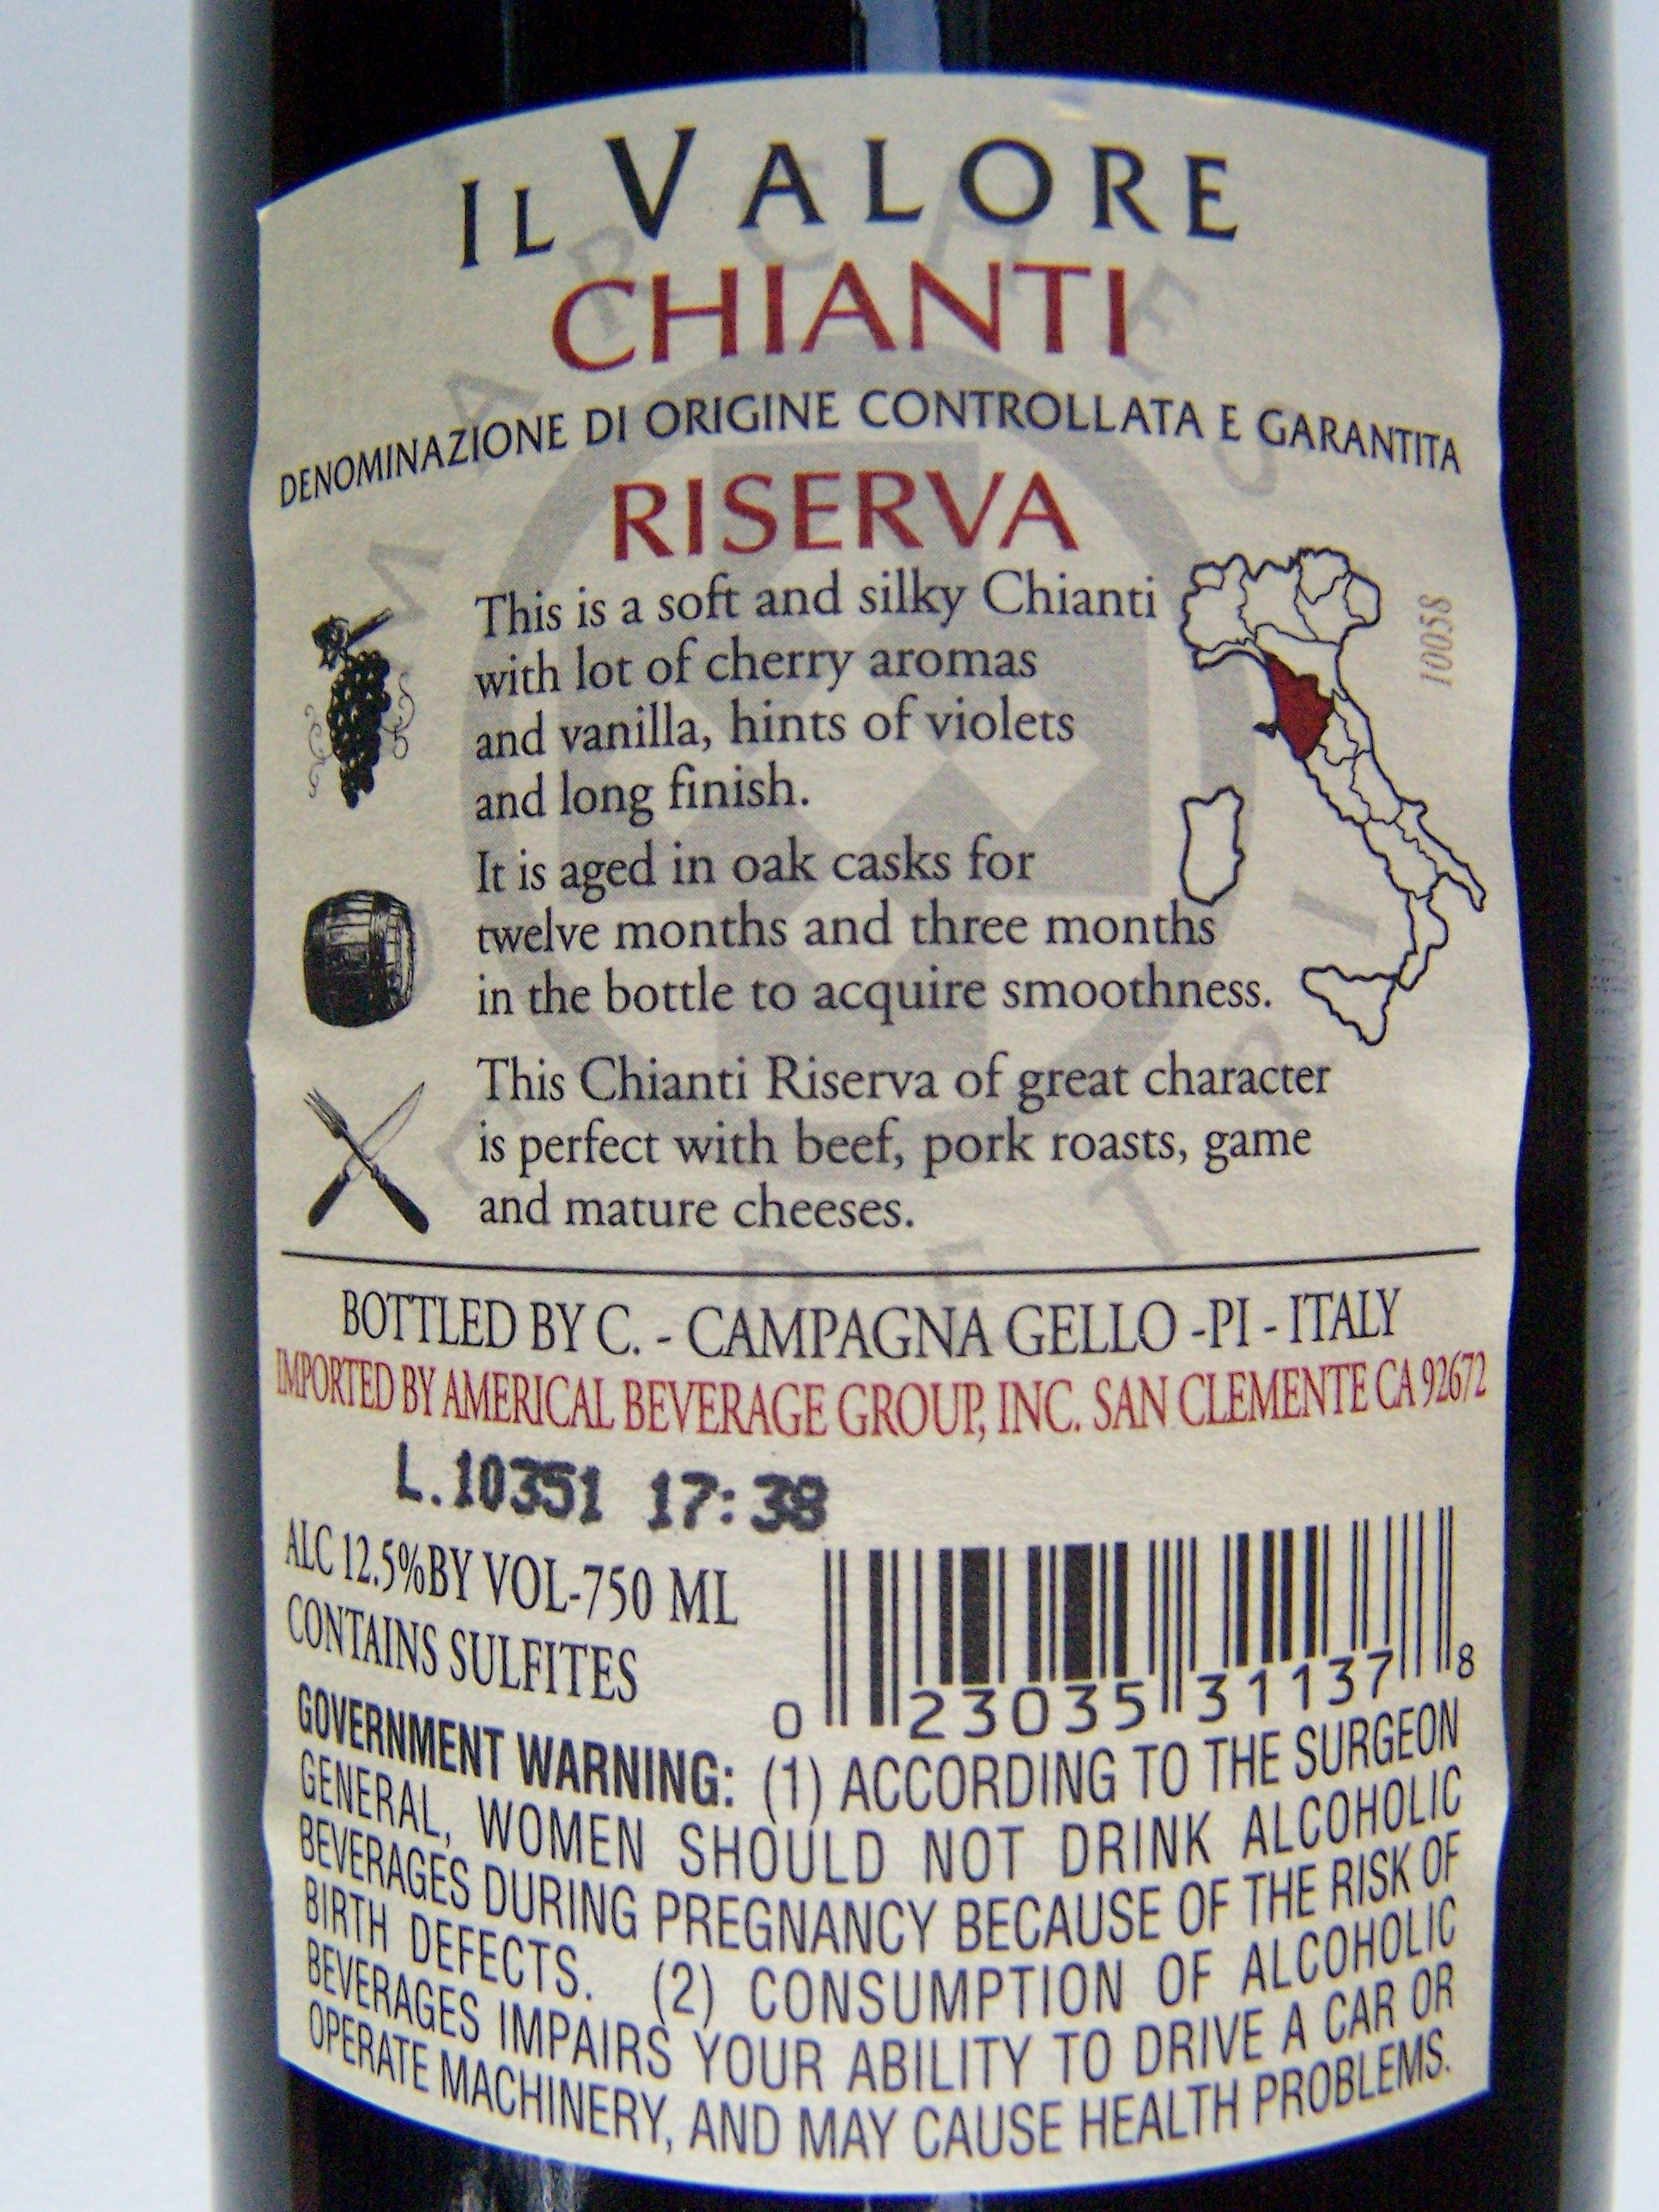 IL VALORE
CHIANTI
DENOMINAZIONE DI ORIGINE CONTROLLATA E GARANTITA
RISERVA
This is a soft and silky Chianti
with lot of cherry aromas
and vanilla, hints of violets
and long finish.
10058
It is aged in oak casks for
twelve months and three months
in the bottle to acquire smoothness.
This Chianti Riserva of great character
is perfect with beef, pork roasts, game
and mature cheeses.
BOTTLED BY C. - CAMPAGNA GELLO -PI - ITALY
IMPORTED BY AMERICAL BEVERAGE GROUP, INC. SAN CLEMENTE CA 92672
L.10351 17:38
ALC 12.5%BY VOL-750 ML
CONTAINS SULFITES
0 23035 31137 8
GOVERNMENT WARNING: (1) ACCORDING TO THE SURGEON
GENERAL, WOMEN SHOULD NOT DRINK ALCOHOLIC
BEVERAGES DURING PREGNANCY BECAUSE OF THE RISK OF
BIRTH DEFECTS. (2) CONSUMPTION OF ALCOHOLIC
BEVERAGES IMPAIRS YOUR ABILITY TO DRIVE A CAR OR
OPERATE MACHINERY, AND MAY CAUSE HEALTH PROBLEMS.